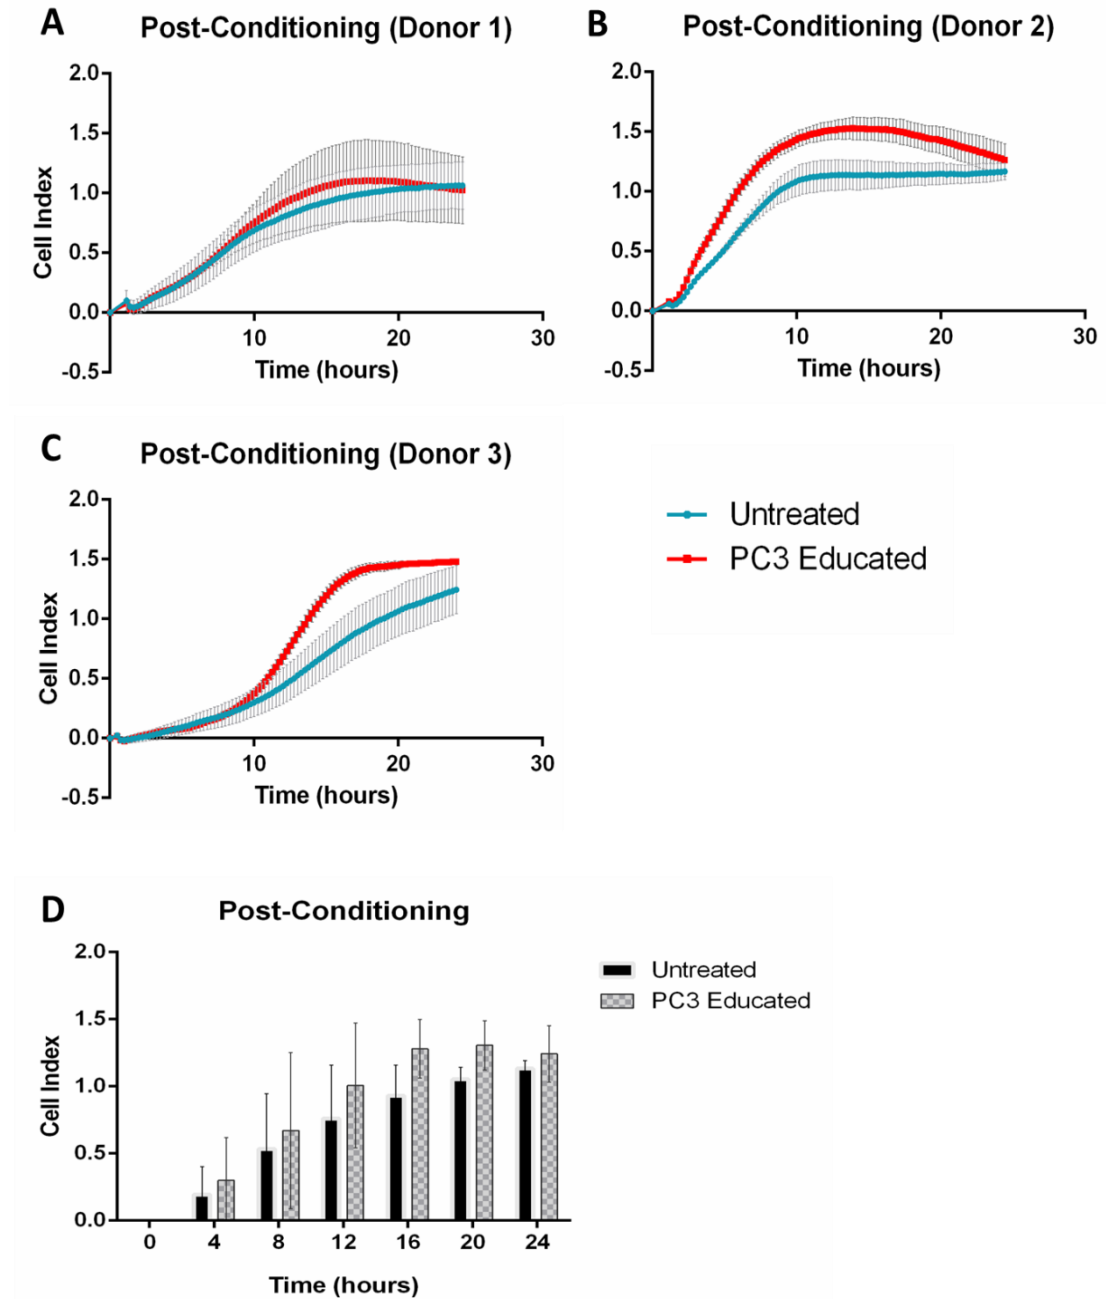 A
Post-Conditioning (Donor 1)
2.0
1.5
1.0
0.5
0.0
-0.5
Cell Index
10
20
30
Time (hours)
B
Post-Conditioning (Donor 2)
2.0
1.5
1.0
0.5
0.0
-0.5
10
20
30
Time (hours)
C
Post-Conditioning (Donor 3)
2.0
1.5
1.0
0.5
0.0
-0.5
Cell Index
10
20
30
Time (hours)
Untreated
PC3 Educated
D
Post-Conditioning
2.0
1.5
1.0
0.5
0.0
Cell Index
0
4
8
12
16
20
24
Time (hours)
Untreated
PC3 Educated